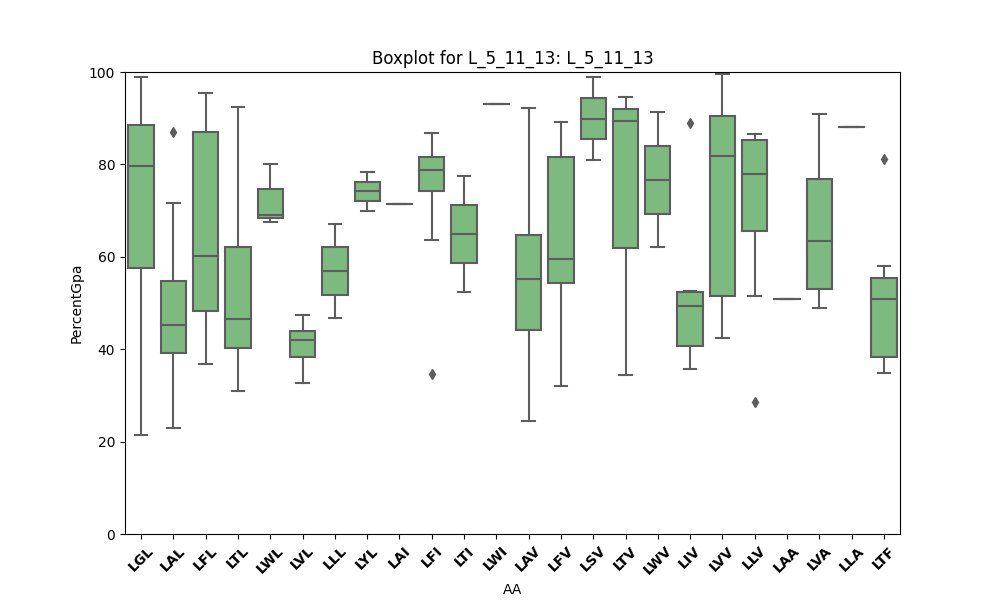 Boxplot for L_5_11_13: L_5_11_13
PercentGpa
100
80
60
40
20
0
LGL LAL LFL LTL LWL LVL LLL LYL LAI LFI LTI LWI LAV LFV LSV LTV LWV LIV LVV LLV LAA LVA LLA LTF
AA